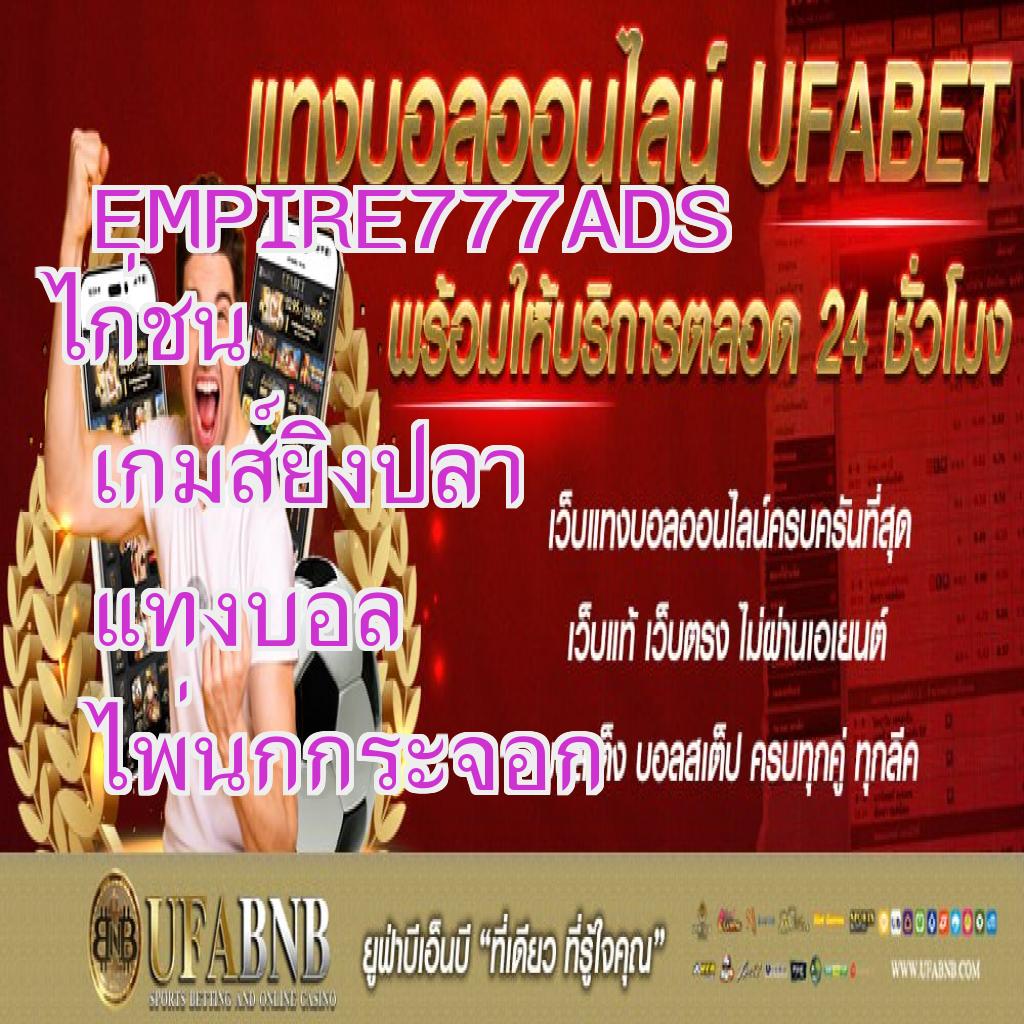 แทงบอลออนไลน์ UFABET
EMPIRE777ADS
ไก่ชน
พร้อมให้บริการตลอด 24 ชั่วโมง
เกมส์ยิงปลา
เว็บแทงบอลออนไลน์ครบครันที่สุด
แทงบอล
เว็บแท้ เว็บตรง ไม่ผ่านเอเยนต์
ไพ่นกกระจอก
บอลสเต็ป ครบทุกคู่ ทุกลีค
UFABNB
SPORTS BETTING AND ONLINE CASINO
ยูฟ่าบีเอ็นบี “ที่เดียว ที่รู้ใจคุณ”
WWW.UFABNB.COM